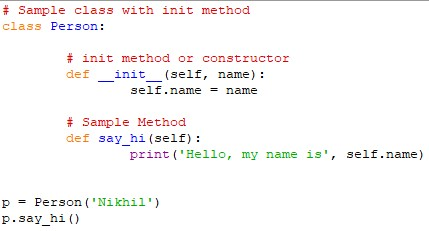 # Sample class with init method
class Person:
        # init method or constructor
        def __init__(self, name):
                self.name = name
        # Sample Method
        def say_hi(self):
                print('Hello, my name is', self.name)
p = Person('Nikhil')
p.say_hi()